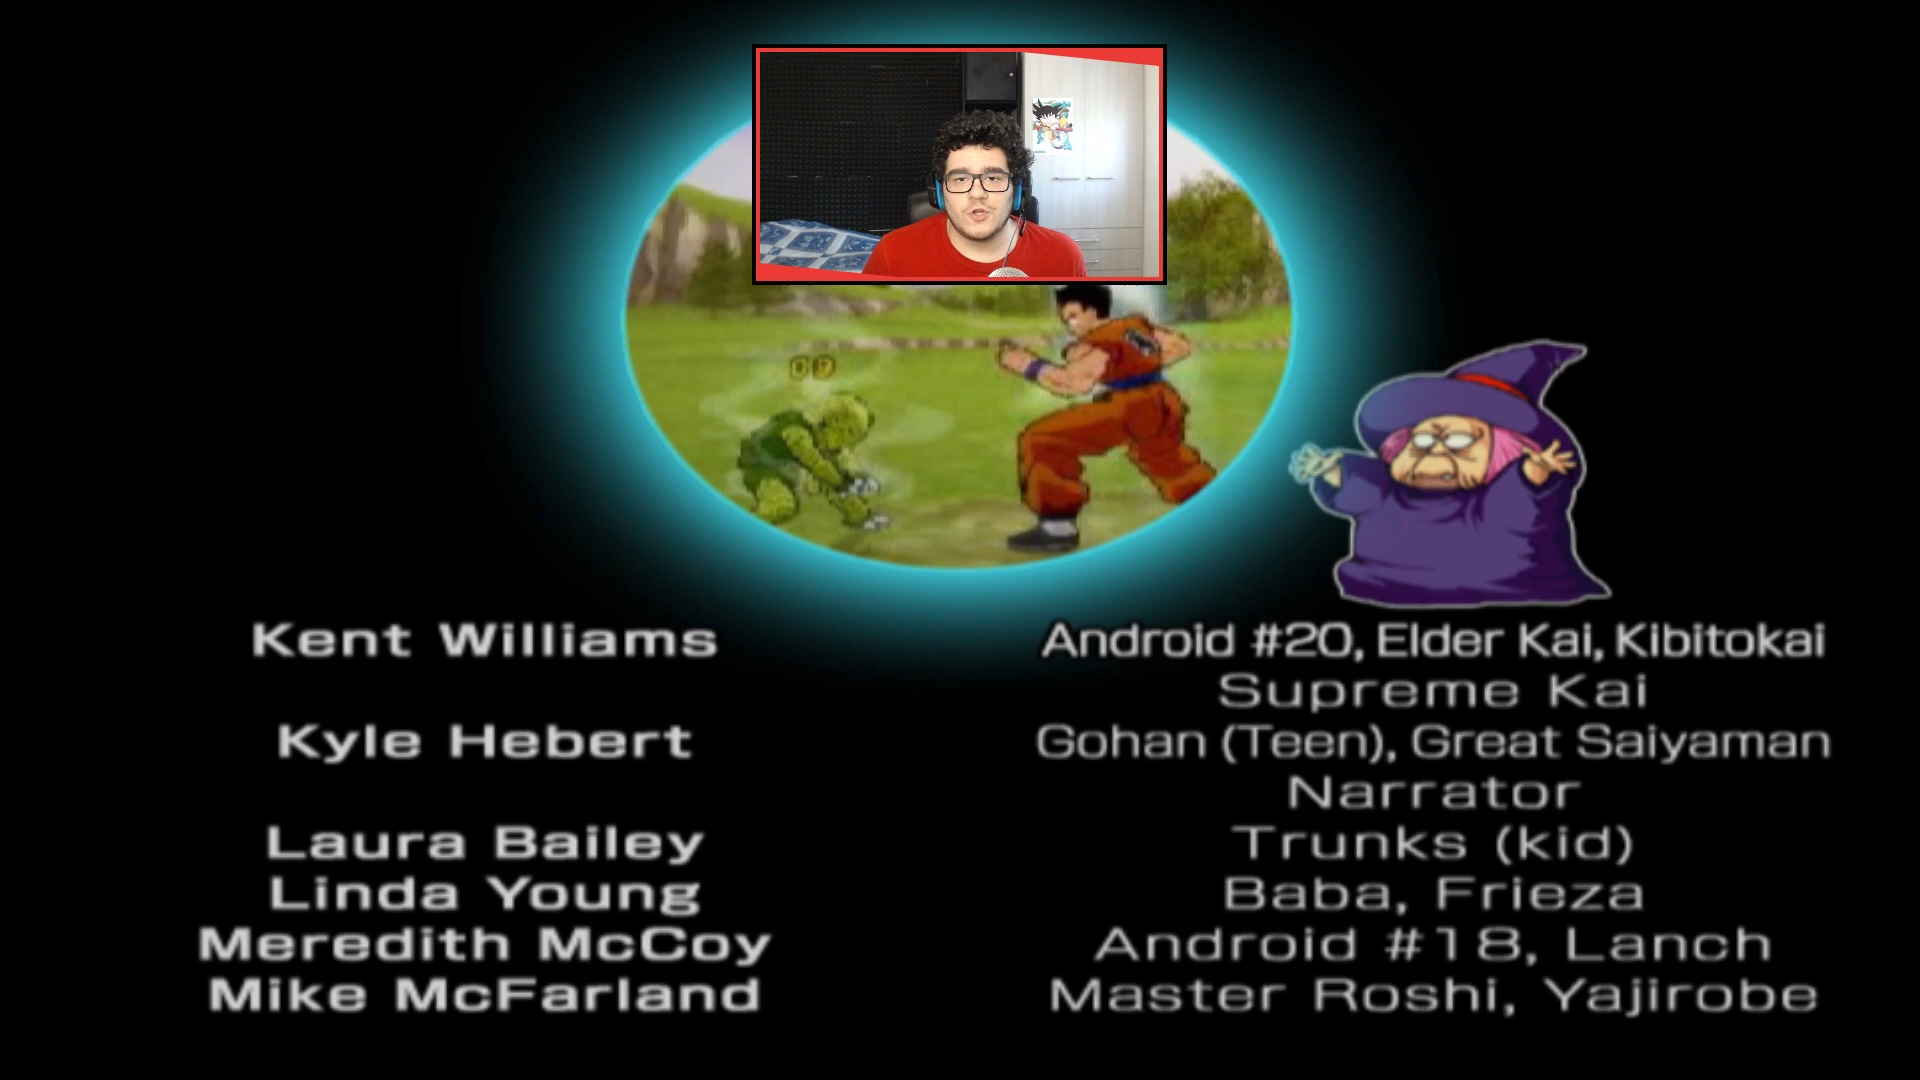 Kent Williams Android #20, Elder Kai, Kibitokai
Supreme Kai
Kyle Hebert Gohan (Teen), Great Saiyaman
Narrator
Laura Bailey Trunks (kid)
Linda Young Baba, Frieza
Meredith McCoy Android #18, Lanch
Mike McFarland Master Roshi, Yajirobe